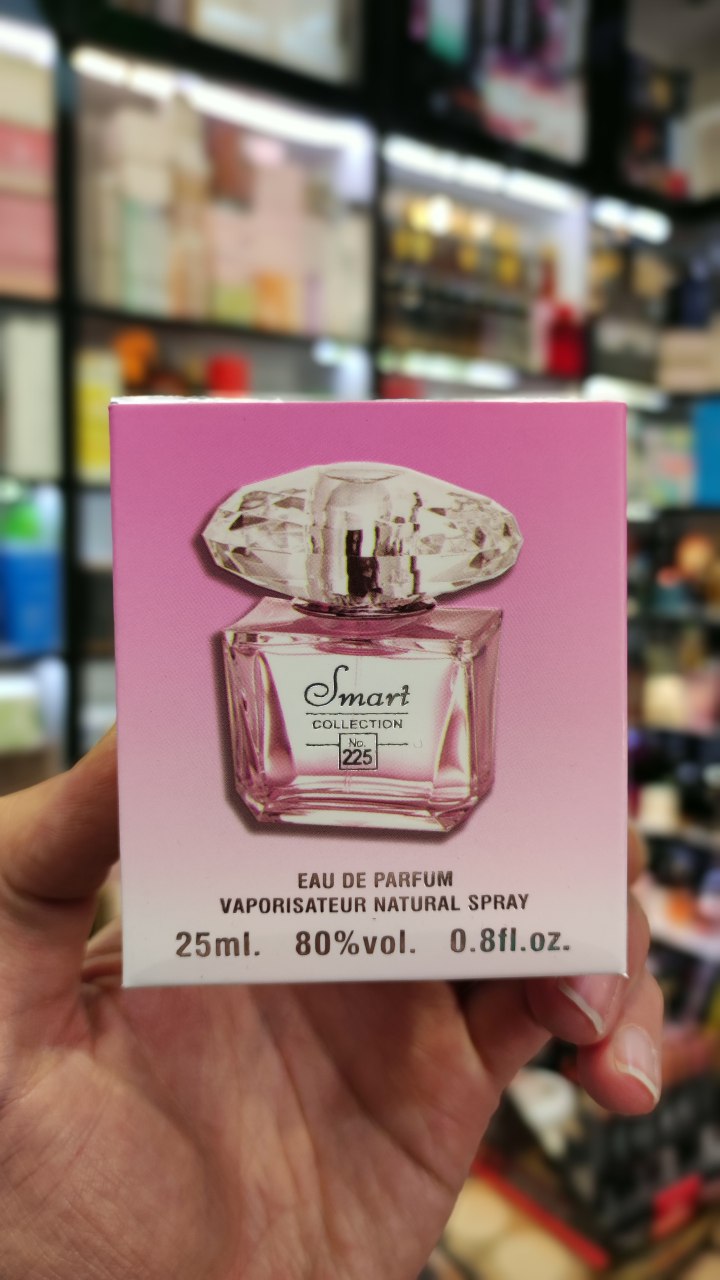 Smart
COLLECTION
No.
225
EAU DE PARFUM
VAPORISATEUR NATURAL SPRAY
25ml. 80%vol. 0.8fl.oz.